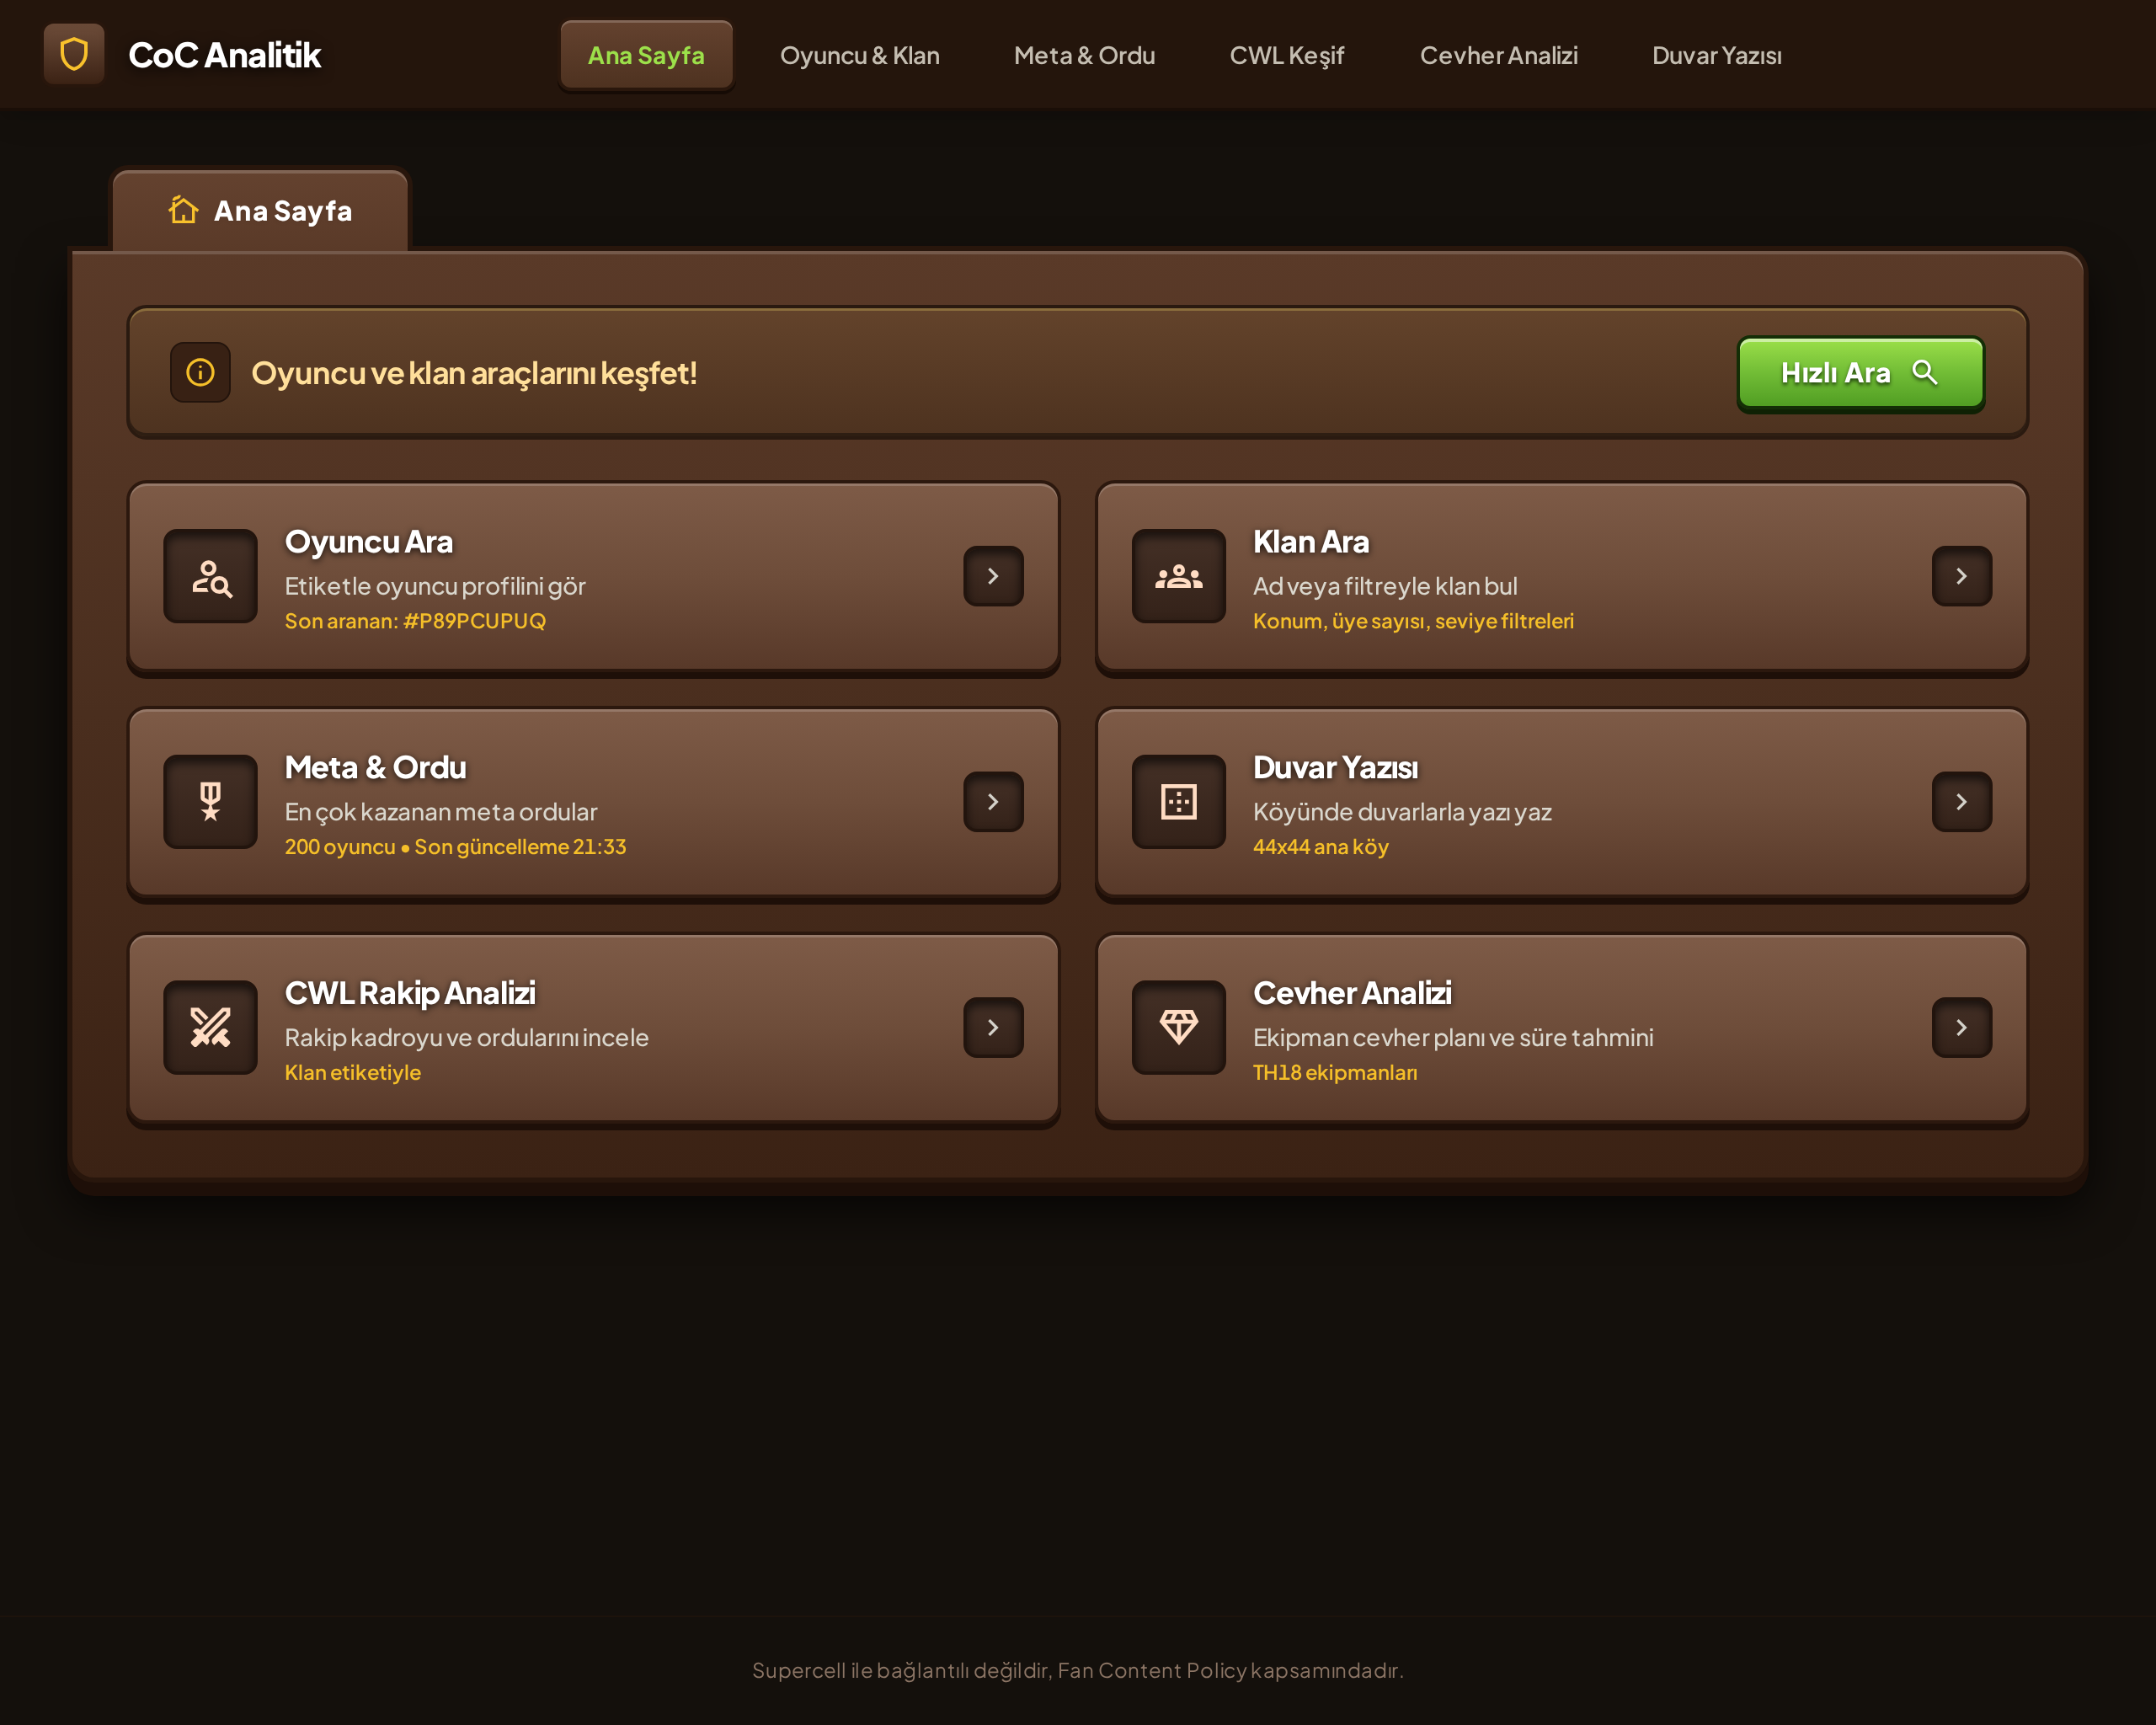 CoC Analitik
Ana Sayfa
Oyuncu & Klan
Meta & Ordu
CWL Keşif
Cevher Analizi
Duvar Yazısı
Ana Sayfa
Oyuncu ve klan araçlarını keşfet!
Hızlı Ara
Oyuncu Ara
Etiketle oyuncu profilini gör
Son aranan: #P89PCUPUQ
Klan Ara
Ad veya filtreyle klan bul
Konum, üye sayısı, seviye filtreleri
Meta & Ordu
En çok kazanan meta ordular
200 oyuncu • Son güncelleme 21:33
Duvar Yazısı
Köyünde duvarlarla yazı yaz
44x44 ana köy
CWL Rakip Analizi
Rakip kadroyu ve ordularını incele
Klan etiketiyle
Cevher Analizi
Ekipman cevher planı ve süre tahmini
TH18 ekipmanları
Supercell ile bağlantılı değildir, Fan Content Policy kapsamındadır.